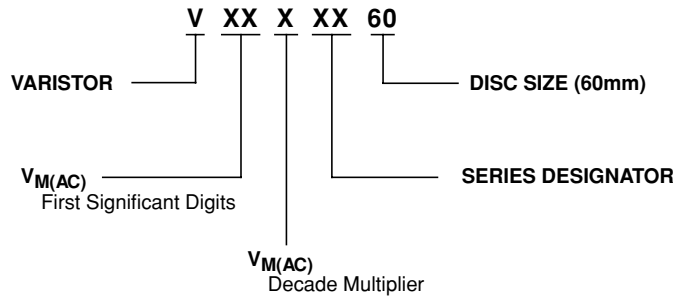 V XX X XX 60
VARISTOR
DISC SIZE (60mm)
VM(AC)
First Significant Digits
SERIES DESIGNATOR
VM(AC)
Decade Multiplier